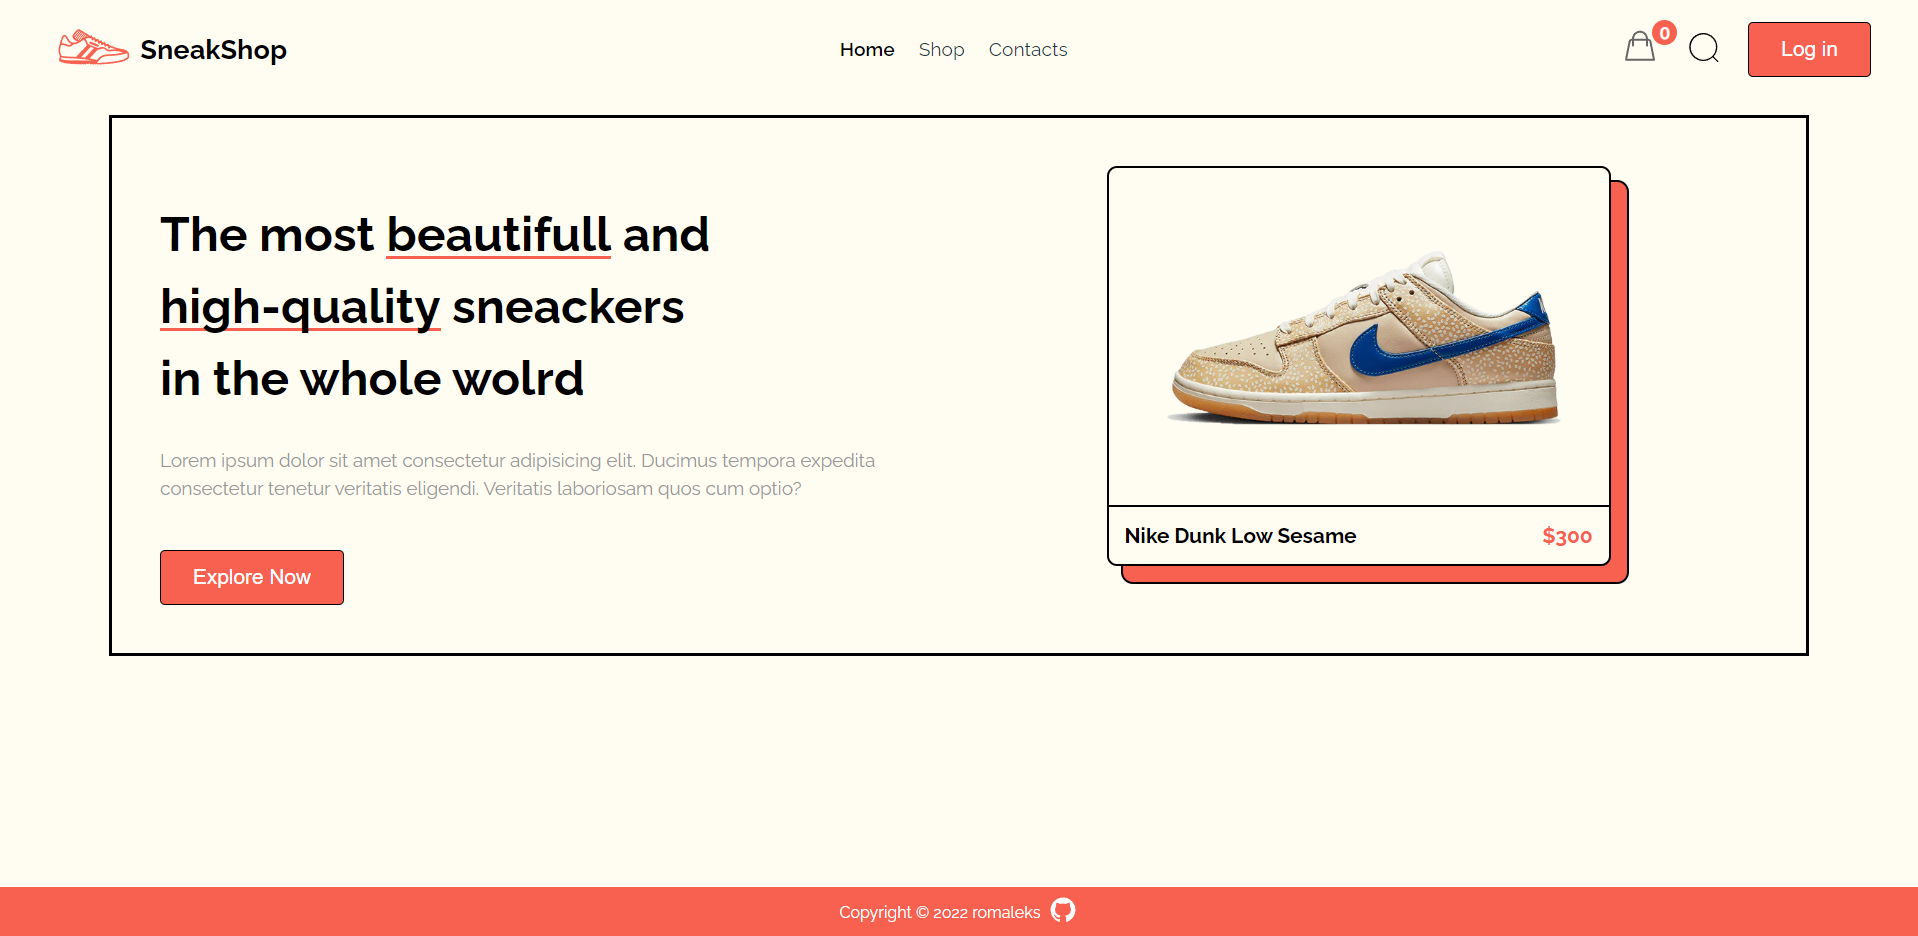 SneakShop
Home Shop Contacts
0
Log in
The most beautifull and
high-quality sneackers
in the whole wolrd
Lorem ipsum dolor sit amet consectetur adipisicing elit. Ducimus tempora expedita
consectetur tenetur veritatis eligendi. Veritatis laboriosam quos cum optio?
Explore Now
Nike Dunk Low Sesame $300
Copyright © 2022 romaleks